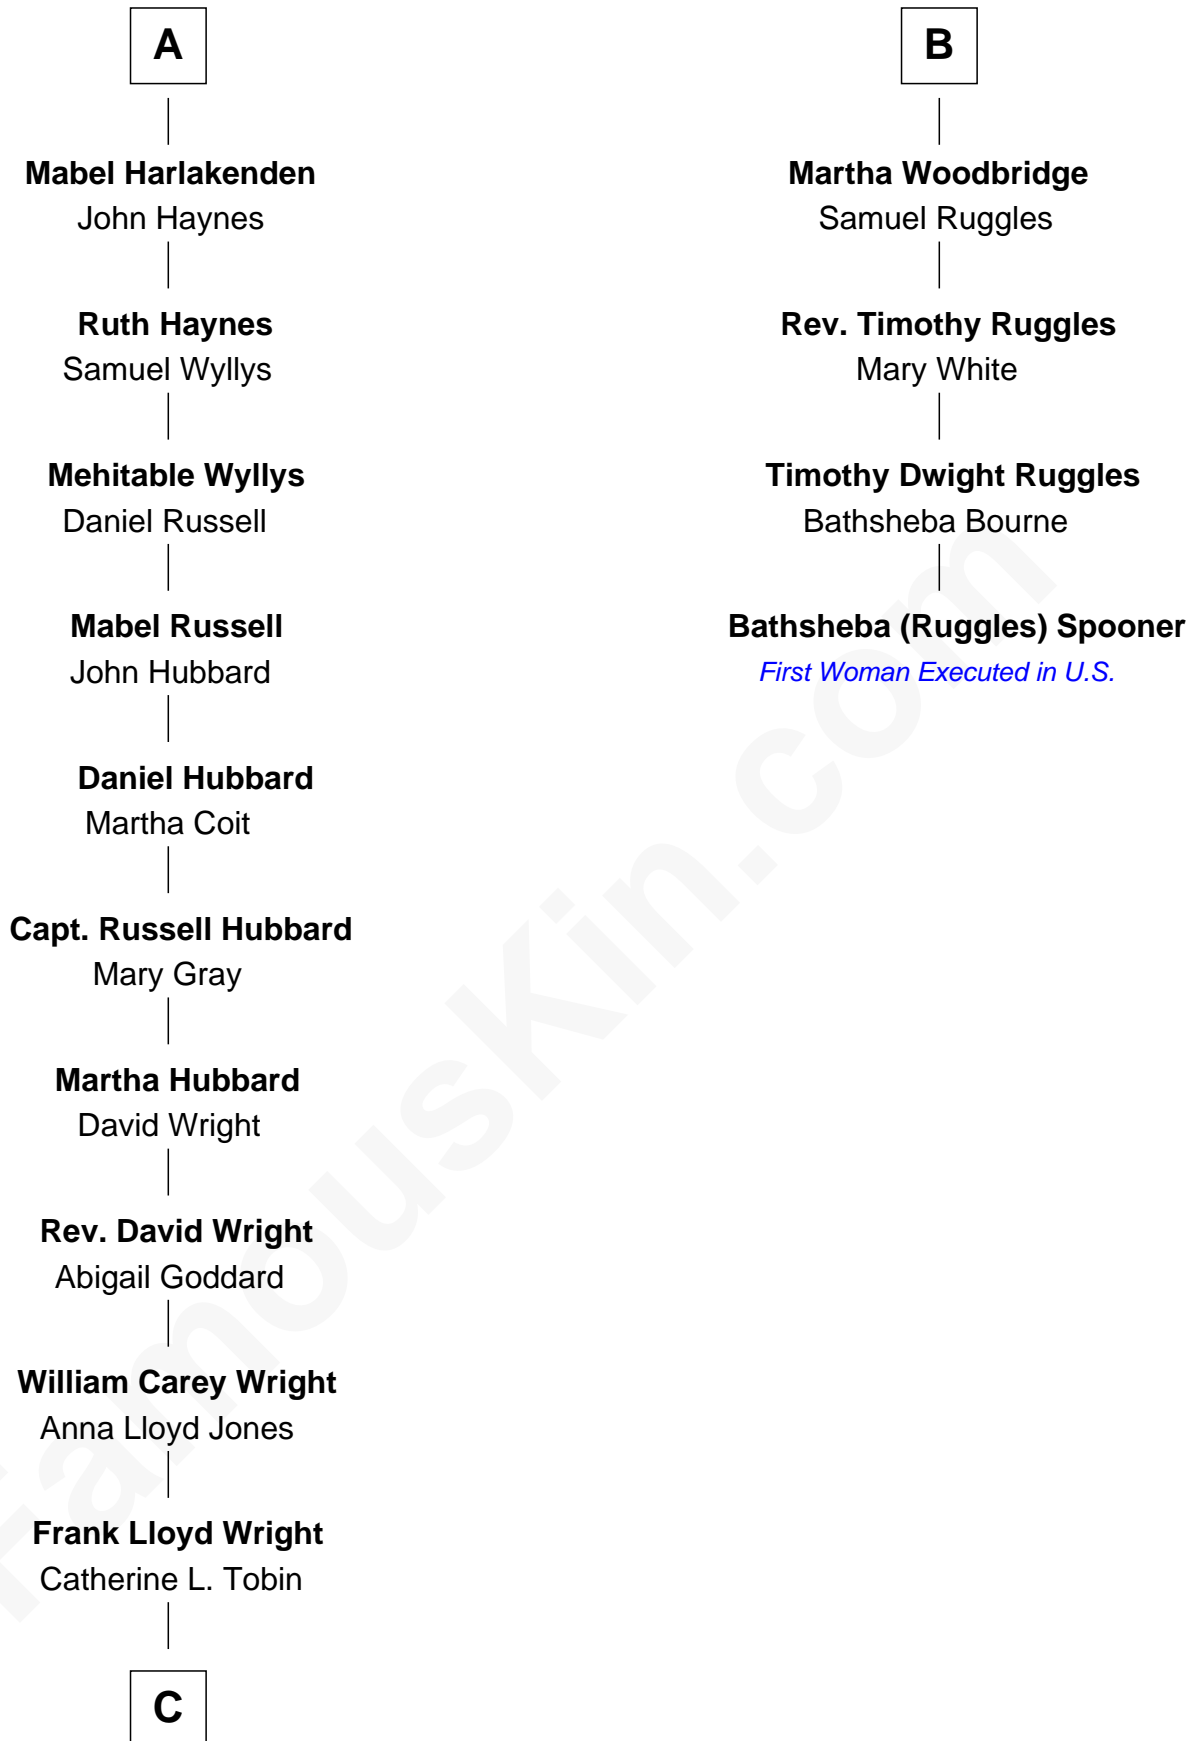 A
Mabel Harlakenden
John Haynes
Ruth Haynes
Samuel Wyllys
Mehitable Wyllys
Daniel Russell
Mabel Russell
John Hubbard
Daniel Hubbard
Martha Coit
Capt. Russell Hubbard
Mary Gray
Martha Hubbard
David Wright
Rev. David Wright
Abigail Goddard
William Carey Wright
Anna Lloyd Jones
Frank Lloyd Wright
Catherine L. Tobin
C
B
Martha Woodbridge
Samuel Ruggles
Rev. Timothy Ruggles
Mary White
Timothy Dwight Ruggles
Bathsheba Bourne
Bathsheba (Ruggles) Spooner
First Woman Executed in U.S.
FamousKin.com